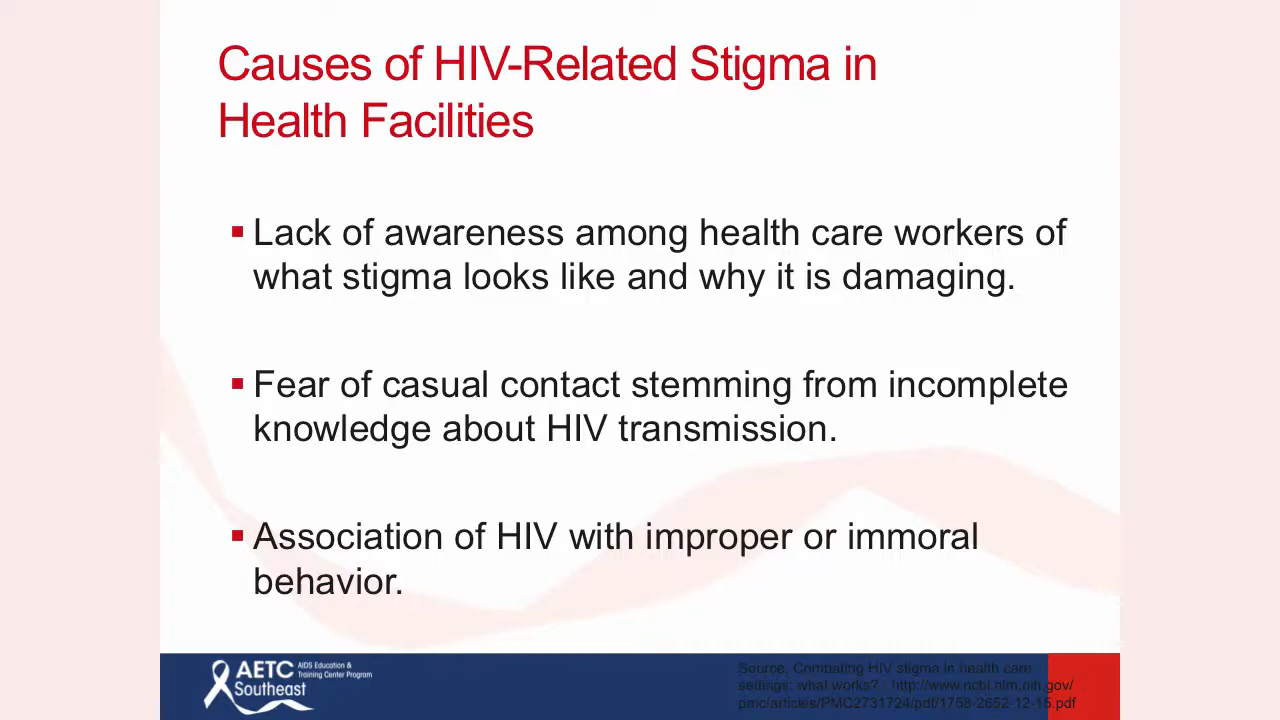 Causes of HIV-Related Stigma in
Health Facilities
▪ Lack of awareness among health care workers of
what stigma looks like and why it is damaging.
▪ Fear of casual contact stemming from incomplete
knowledge about HIV transmission.
▪ Association of HIV with improper or immoral
behavior.
AETC AIDS Education &
Training Center Program
Southeast
Source. Combating HIV stigma in health care
settings: what works? http://www.ncbi.nlm.nih.gov/
pmc/articles/PMC2731724/pdf/1758-2652-12-15.pdf